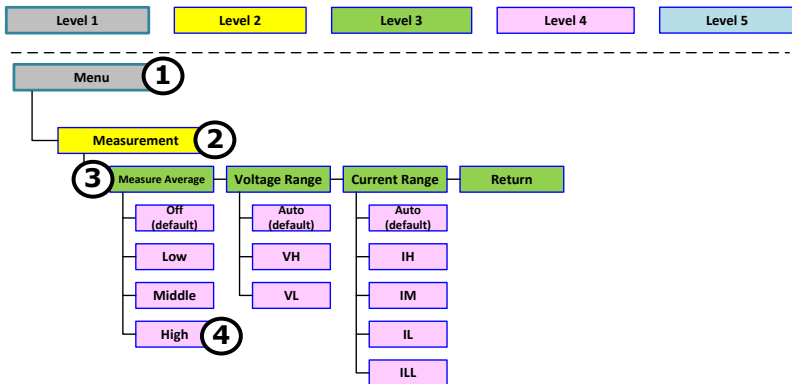 Level 1 Level 2 Level 3 Level 4 Level 5
Menu 1
Measurement 2
3 Measure Average Voltage Range Current Range Return
Off Auto Auto
(default) (default) (default)
Low VH IH
Middle VL IM
High 4 IL
ILL